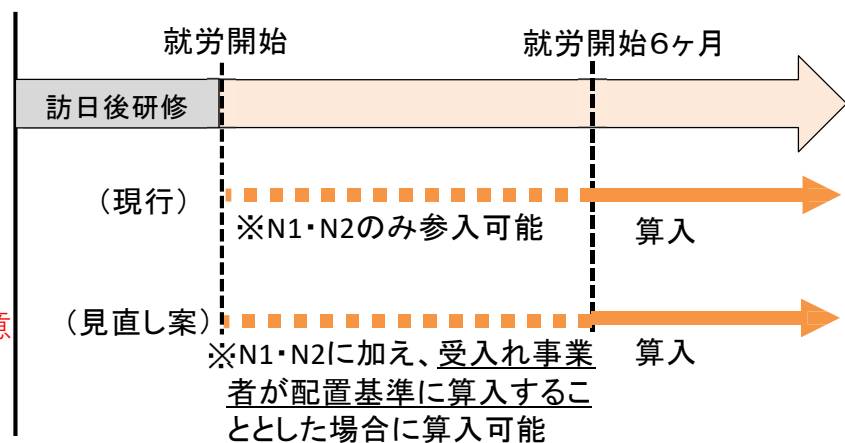 就労開始
就労開始６ヶ月
訪日後研修
（現行）
※N1・N2のみ参入可能
算入
意
（見直し案）
※N1・N2に加え、受入れ事業
者が配置基準に算入するこ
ととした場合に算入可能
算入